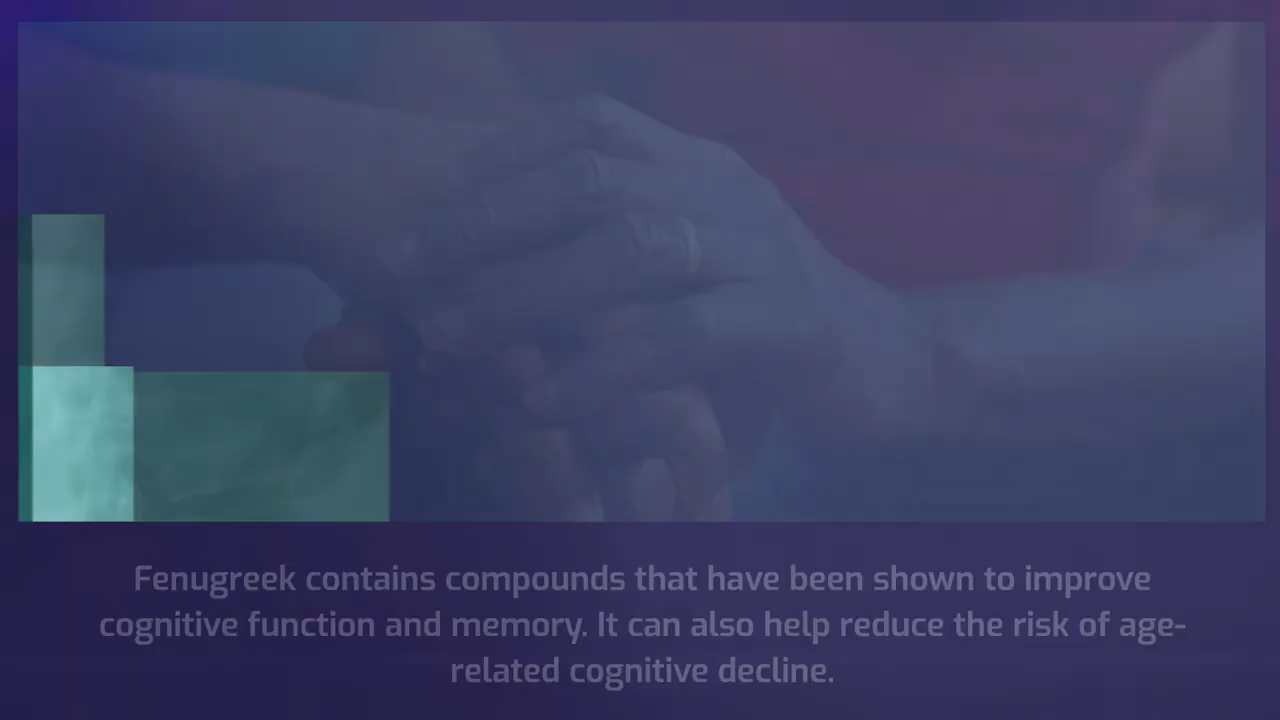 Fenugreek contains compounds that have been shown to improve
cognitive function and memory. It can also help reduce the risk of age-
related cognitive decline.